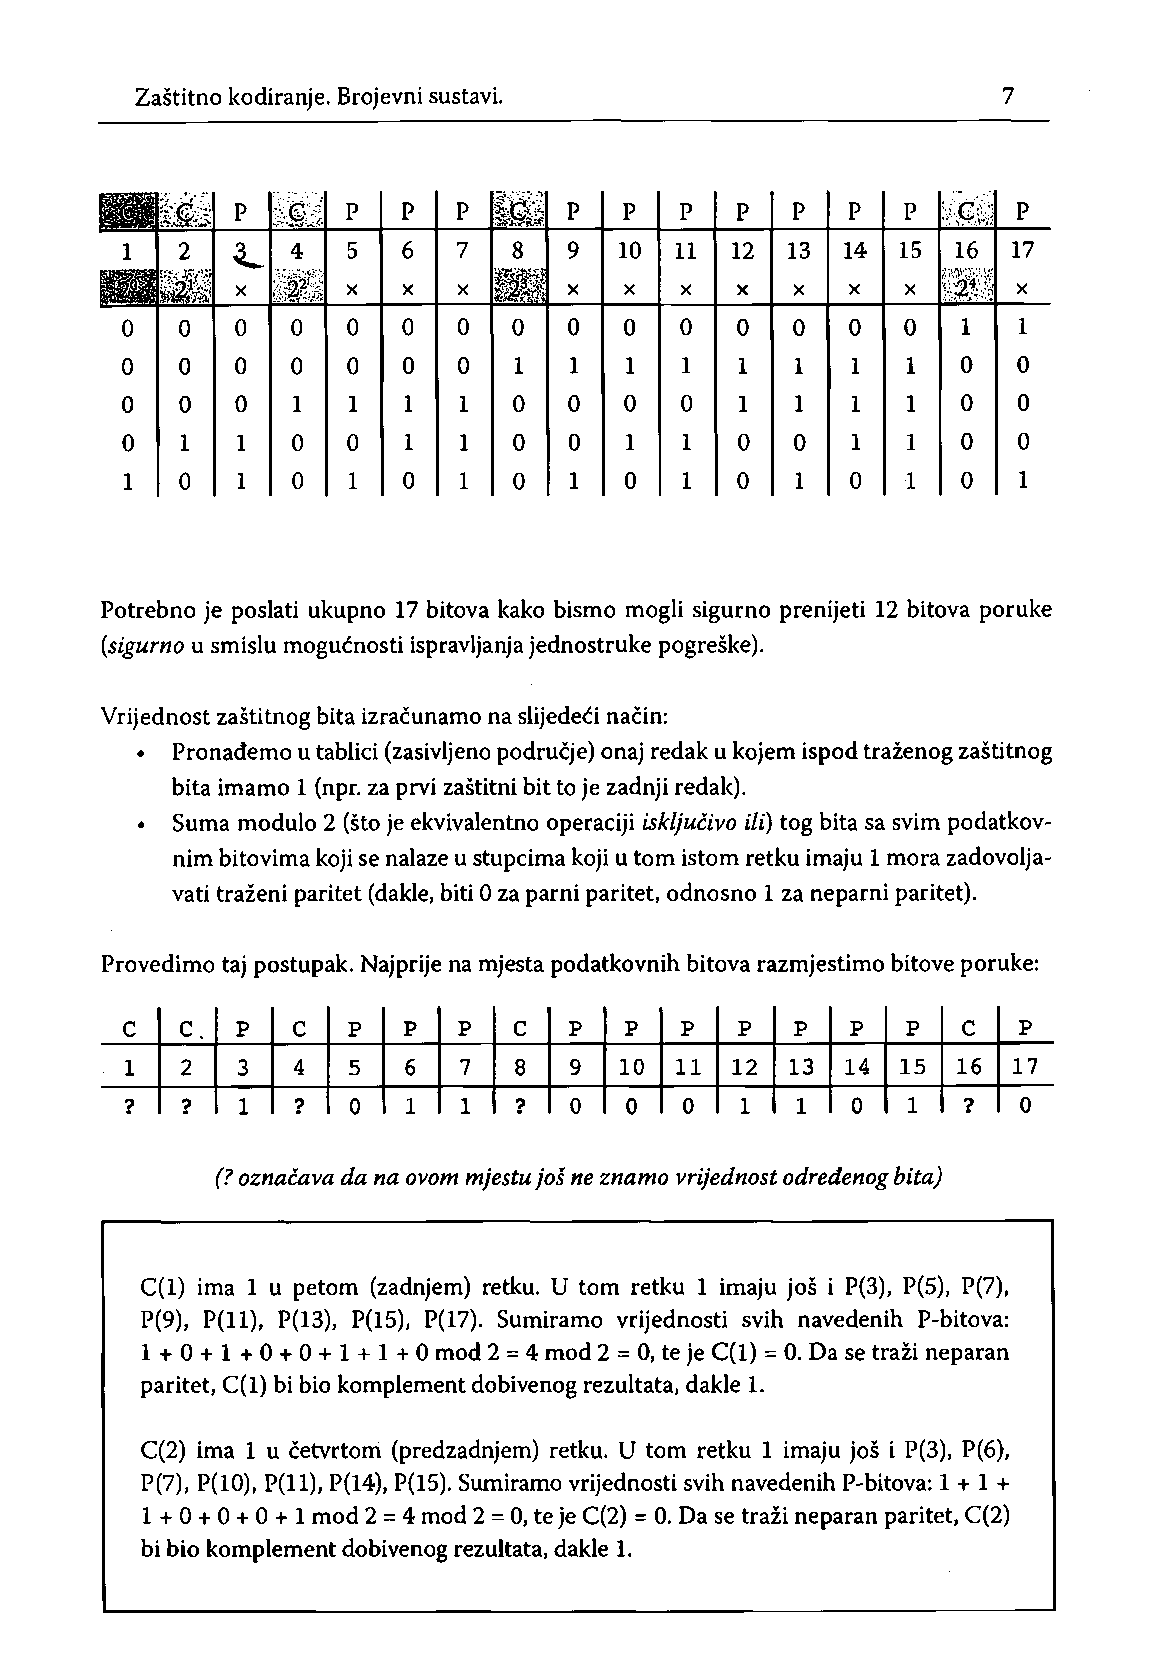 Zaštitno kodiranje. Brojevni sustavi. 7
C C P C P P P C P P P P P P P C P
1 2 3 4 5 6 7 8 9 10 11 12 13 14 15 16 17
2¹ x 2² x x x 2³ x x x x x x x 2⁴ x
0 0 0 0 0 0 0 0 0 0 0 0 0 0 0 1 1
0 0 0 0 0 0 0 1 1 1 1 1 1 1 1 0 0
0 0 0 1 1 1 1 0 0 0 0 1 1 1 1 0 0
0 1 1 0 0 1 1 0 0 1 1 0 0 1 1 0 0
1 0 1 0 1 0 1 0 1 0 1 0 1 0 1 0 1
Potrebno je poslati ukupno 17 bitova kako bismo mogli sigurno prenijeti 12 bitova poruke
(sigurno u smislu mogućnosti ispravljanja jednostruke pogreške).
Vrijednost zaštitnog bita izračunamo na slijedeći način:
• Pronađemo u tablici (zasivljeno područje) onaj redak u kojem ispod traženog zaštitnog
bita imamo 1 (npr. za prvi zaštitni bit to je zadnji redak).
• Suma modulo 2 (što je ekvivalentno operaciji isključivo ili) tog bita sa svim podatkov-
nim bitovima koji se nalaze u stupcima koji u tom istom retku imaju 1 mora zadovolja-
vati traženi paritet (dakle, biti 0 za parni paritet, odnosno 1 za neparni paritet).
Provedimo taj postupak. Najprije na mjesta podatkovnih bitova razmjestimo bitove poruke:
C C. P C P P P C P P P P P P P C P
1 2 3 4 5 6 7 8 9 10 11 12 13 14 15 16 17
? ? 1 ? 0 1 1 ? 0 0 0 1 1 0 1 ? 0
(? označava da na ovom mjestu još ne znamo vrijednost određenog bita)
C(1) ima 1 u petom (zadnjem) retku. U tom retku 1 imaju još i P(3), P(5), P(7),
P(9), P(11), P(13), P(15), P(17). Sumiramo vrijednosti svih navedenih P-bitova:
1 + 0 + 1 + 0 + 0 + 1 + 1 + 0 mod 2 = 4 mod 2 = 0, te je C(1) = 0. Da se traži neparan
paritet, C(1) bi bio komplement dobivenog rezultata, dakle 1.
C(2) ima 1 u četvrtom (predzadnjem) retku. U tom retku 1 imaju još i P(3), P(6),
P(7), P(10), P(11), P(14), P(15). Sumiramo vrijednosti svih navedenih P-bitova: 1 + 1 +
1 + 0 + 0 + 0 + 1 mod 2 = 4 mod 2 = 0, te je C(2) = 0. Da se traži neparan paritet, C(2)
bi bio komplement dobivenog rezultata, dakle 1.